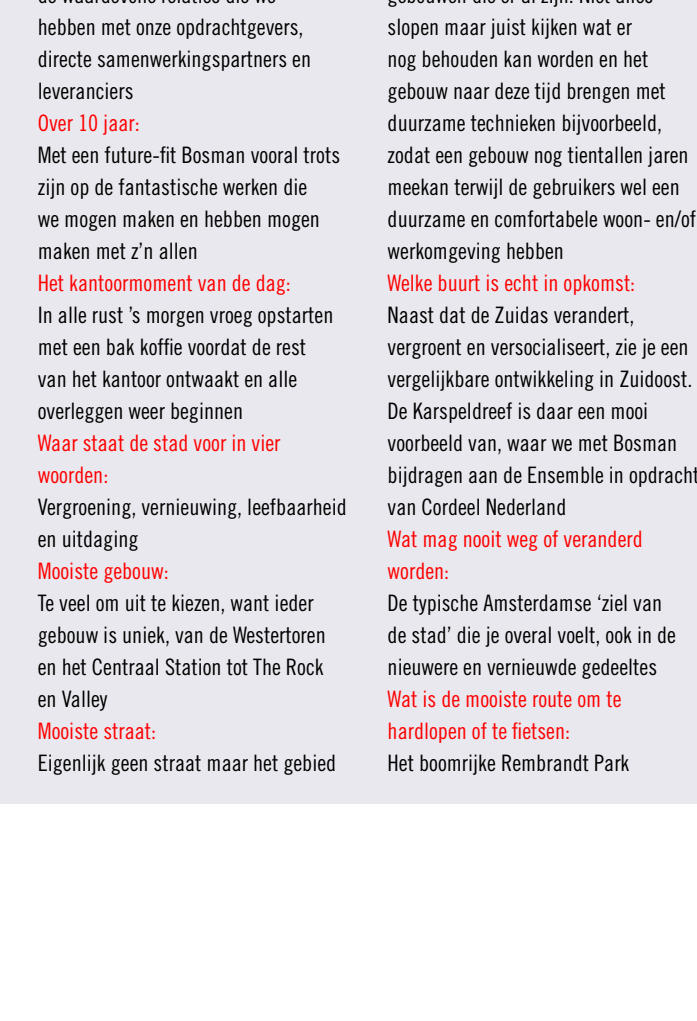 hebben met onze opdrachtgevers,
directe samenwerkingspartners en
leveranciers
Over 10 jaar:
Met een future-fit Bosman vooral trots
zijn op de fantastische werken die
we mogen maken en hebben mogen
maken met z’n allen
Het kantoormoment van de dag:
In alle rust ’s morgen vroeg opstarten
met een bak koffie voordat de rest
van het kantoor ontwaakt en alle
overleggen weer beginnen
Waar staat de stad voor in vier
woorden:
Vergroening, vernieuwing, leefbaarheid
en uitdaging
Mooiste gebouw:
Te veel om uit te kiezen, want ieder
gebouw is uniek, van de Westertoren
en het Centraal Station tot The Rock
en Valley
Mooiste straat:
Eigenlijk geen straat maar het gebied
slopen maar juist kijken wat er
nog behouden kan worden en het
gebouw naar deze tijd brengen met
duurzame technieken bijvoorbeeld,
zodat een gebouw nog tientallen jaren
meekan terwijl de gebruikers wel een
duurzame en comfortabele woon- en/of
werkomgeving hebben
Welke buurt is echt in opkomst:
Naast dat de Zuidas verandert,
vergroent en versocialiseert, zie je een
vergelijkbare ontwikkeling in Zuidoost.
De Karspeldreef is daar een mooi
voorbeeld van, waar we met Bosman
bijdragen aan de Ensemble in opdracht
van Cordeel Nederland
Wat mag nooit weg of veranderd
worden:
De typische Amsterdamse ‘ziel van
de stad’ die je overal voelt, ook in de
nieuwere en vernieuwde gedeeltes
Wat is de mooiste route om te
hardlopen of te fietsen:
Het boomrijke Rembrandt Park